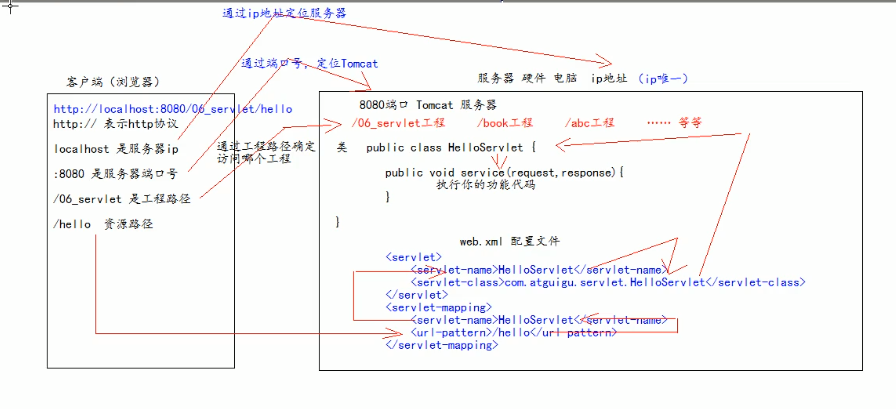 通过ip地址定位服务器
通过端口号，定位Tomcat
客户端（浏览器）
服务器 硬件 电脑 ip地址 （ip唯一）
http://localhost:8080/06_servlet/hello
http:// 表示http协议
localhost 是服务器ip
:8080 是服务器端口号
/06_servlet 是工程路径
/hello 资源路径
通过工程路径确定
访问哪个工程
8080端口 Tomcat 服务器
/06_servlet工程 /book工程 /abc工程 …… 等等
类 public class HelloServlet {
public void service(request,response){
执行你的功能代码
}
}
web.xml 配置文件
<servlet>
<servlet-name>HelloServlet</servlet-name>
<servlet-class>com.atguigu.servlet.HelloServlet</servlet-class>
</servlet>
<servlet-mapping>
<servlet-name>HelloServlet</servlet-name>
<url-pattern>/hello</url-pattern>
</servlet-mapping>